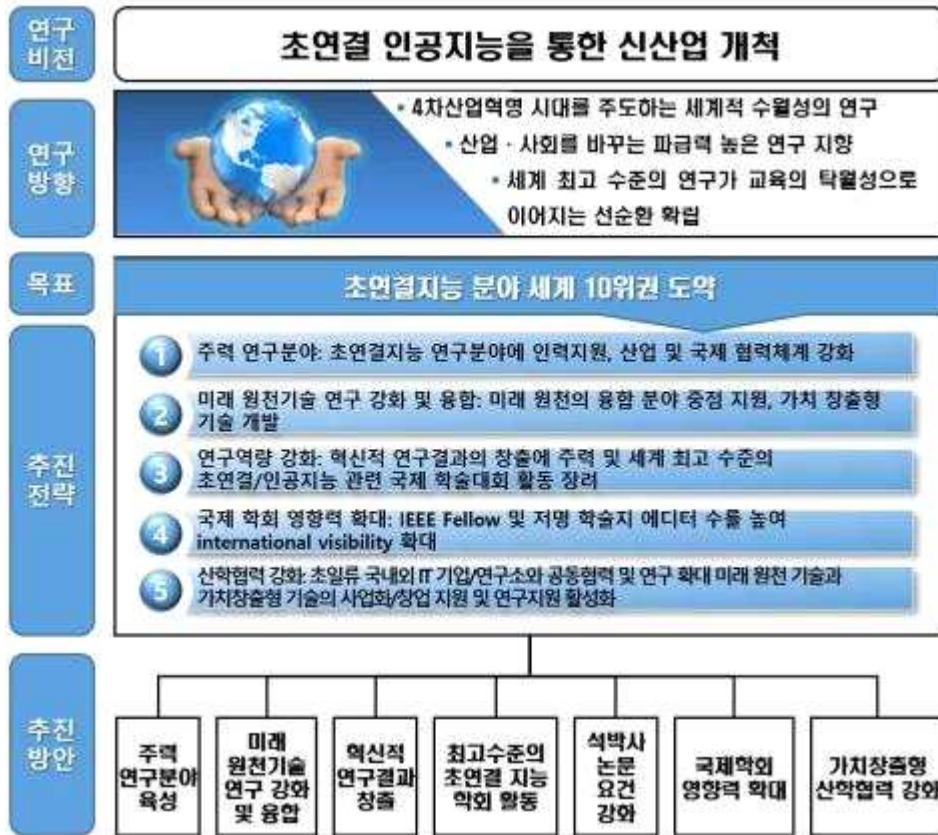 연구
비전
초연결 인공지능을 통한 신산업 개척
연구
방향
• 4차산업혁명 시대를 주도하는 세계적 수월성의 연구
• 산업 · 사회를 바꾸는 파급력 높은 연구 지향
• 세계 최고 수준의 연구가 교육의 탁월성으로
이어지는 선순환 확립
목표
초연결지능 분야 세계 10위권 도약
추진
전략
1 주력 연구분야: 초연결지능 연구분야에 인력지원, 산업 및 국제 협력체계 강화
2 미래 원천기술 연구 강화 및 융합: 미래 원천의 융합 분야 중점 지원, 가치 창출형
기술 개발
3 연구역량 강화: 혁신적 연구결과의 창출에 주력 및 세계 최고 수준의
초연결/인공지능 관련 국제 학술대회 활동 장려
4 국제 학회 영향력 확대: IEEE Fellow 및 저명 학술지 에디터 수를 높여
international visibility 확대
5 산학협력 강화: 초일류 국내외 IT 기업/연구소와 공동협력 및 연구 확대 미래 원천 기술과
가치창출형 기술의 사업화/창업 지원 및 연구지원 활성화
추진
방안
주력
연구분야
육성
미래
원천기술
연구 강화
및 융합
혁신적
연구결과
창출
최고수준의
초연결 지능
학회 활동
석박사
논문
요건
강화
국제학회
영향력 확대
가치창출형
산학협력 강화